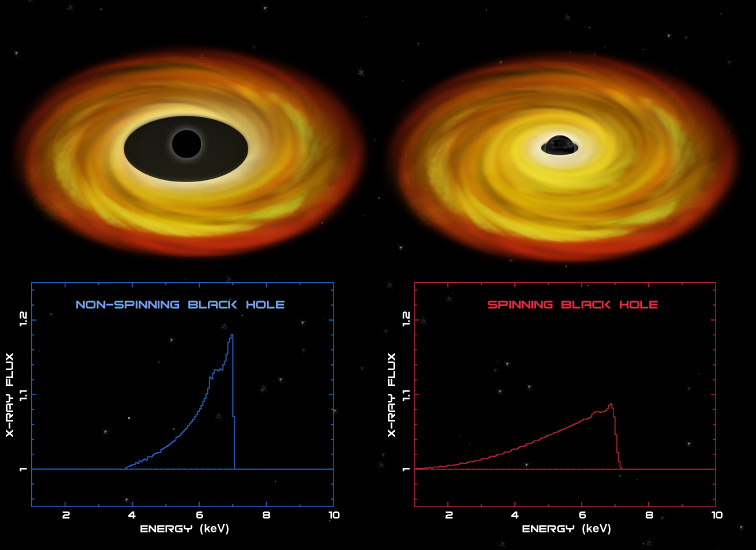 NON-SPINNING BLACK HOLE
X-RAY FLUX
1.2
1.1
1
2 4 6 8 10
ENERGY (keV)
SPINNING BLACK HOLE
X-RAY FLUX
1.2
1.1
1
2 4 6 8 10
ENERGY (keV)